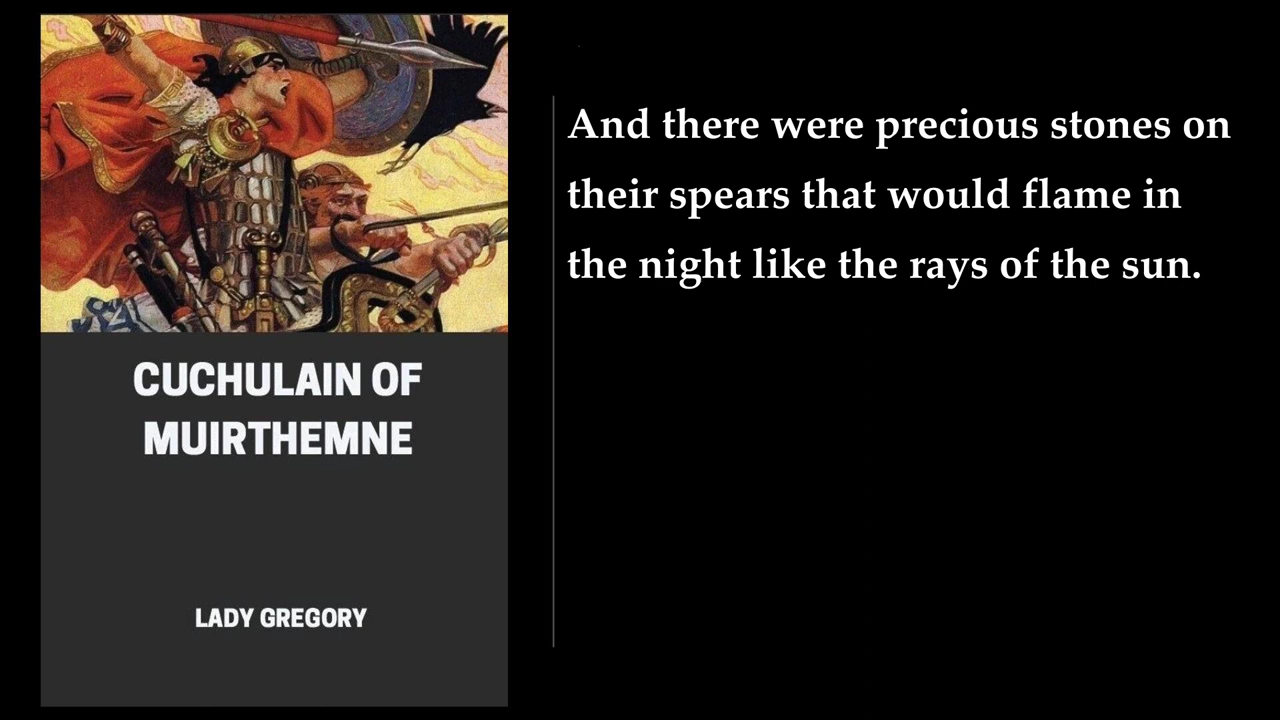 CUCHULAIN OF
MUIRTHEMNE
LADY GREGORY
And there were precious stones on
their spears that would flame in
the night like the rays of the sun.